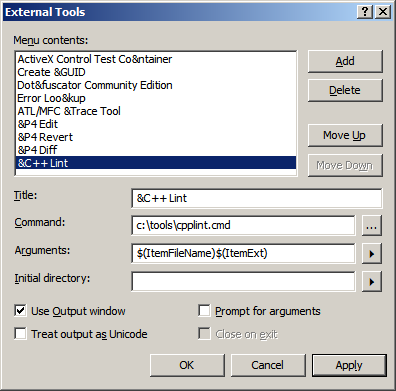 External Tools
Menu contents:
ActiveX Control Test Co&ntainer
Create &GUID
Dot&fuscator Community Edition
Error Loo&kup
ATL/MFC &Trace Tool
&P4 Edit
&P4 Revert
&P4 Diff
&C++ Lint
Add
Delete
Move Up
Move Down
Title: &C++ Lint
Command: c:\tools\cpplint.cmd ...
Arguments: $(ItemFileName)$(ItemExt)
Initial directory:
Use Output window Prompt for arguments
Treat output as Unicode Close on exit
OK Cancel Apply